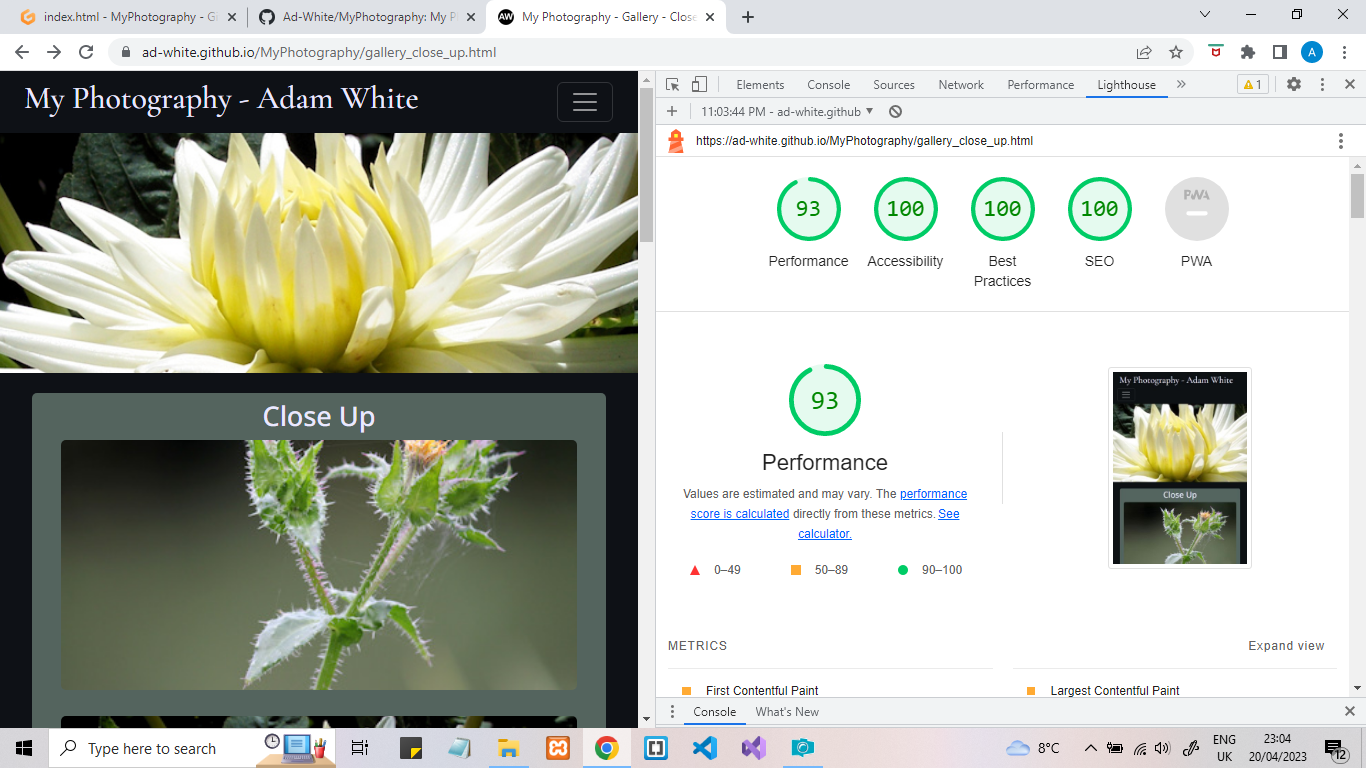 index.html - MyPhotography - Gi
Ad-White/MyPhotography: My P
AW
My Photography - Gallery - Close
ad-white.github.io/MyPhotography/gallery_close_up.html
A
My Photography - Adam White
Close Up
Elements
Console
Sources
Network
Performance
Lighthouse
1
11:03:44 PM - ad-white.github
https://ad-white.github.io/MyPhotography/gallery_close_up.html
93
100
100
100
PWA
Performance
Accessibility
Best
Practices
SEO
PWA
93
Performance
Values are estimated and may vary. The performance
score is calculated directly from these metrics. See
calculator.
0–49
50–89
90–100
My Photography - Adam White
Close Up
METRICS
Expand view
First Contentful Paint
Largest Contentful Paint
Console
What's New
Type here to search
8°C
ENG
UK
23:04
20/04/2023
12